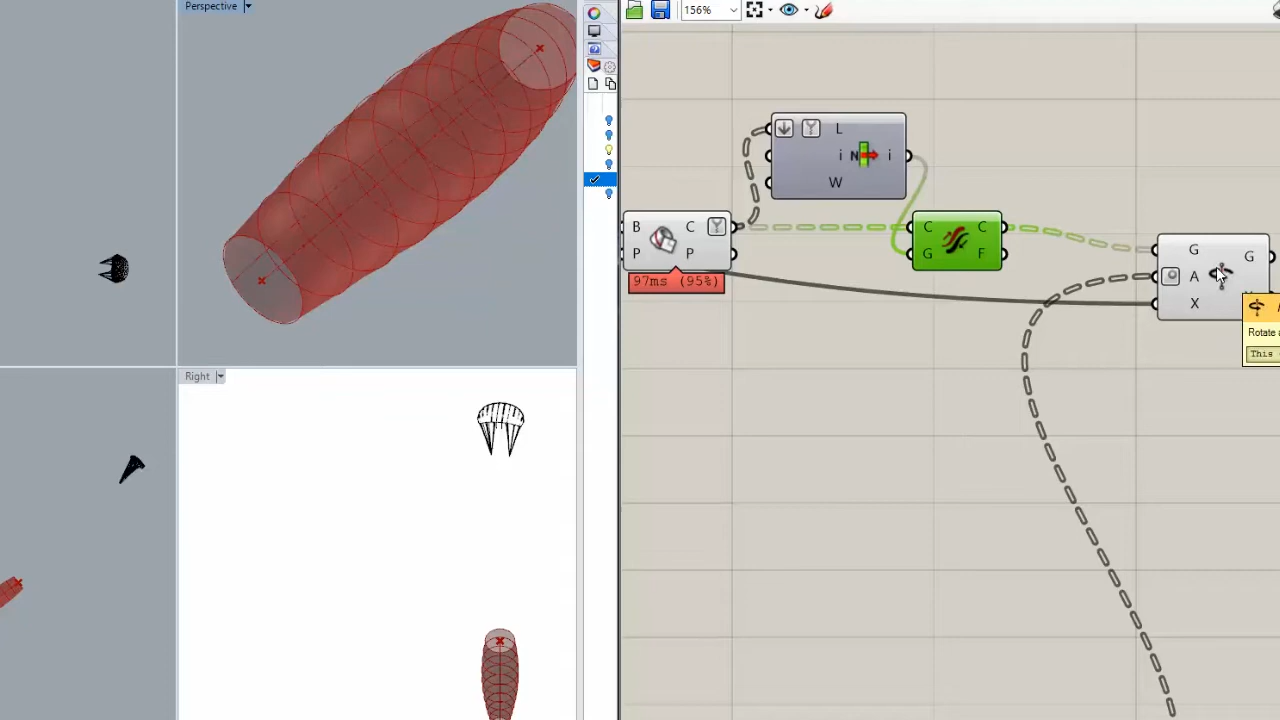 Perspective
156%
L
i N i
W
B C
P P
97ms (95%)
C C
G F
G G
A
X
Rotate
This
Right